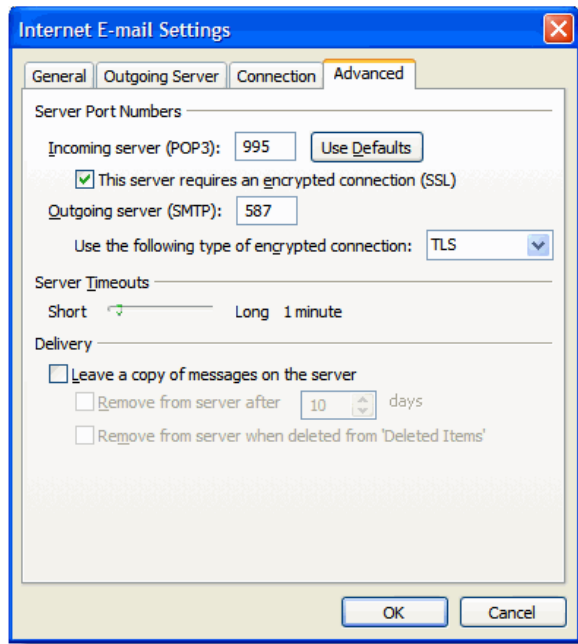 Internet E-mail Settings
General Outgoing Server Connection Advanced
Server Port Numbers
Incoming server (POP3): 995 Use Defaults
This server requires an encrypted connection (SSL)
Outgoing server (SMTP): 587
Use the following type of encrypted connection: TLS
Server Timeouts
Short Long 1 minute
Delivery
Leave a copy of messages on the server
Remove from server after 10 days
Remove from server when deleted from 'Deleted Items'
OK Cancel